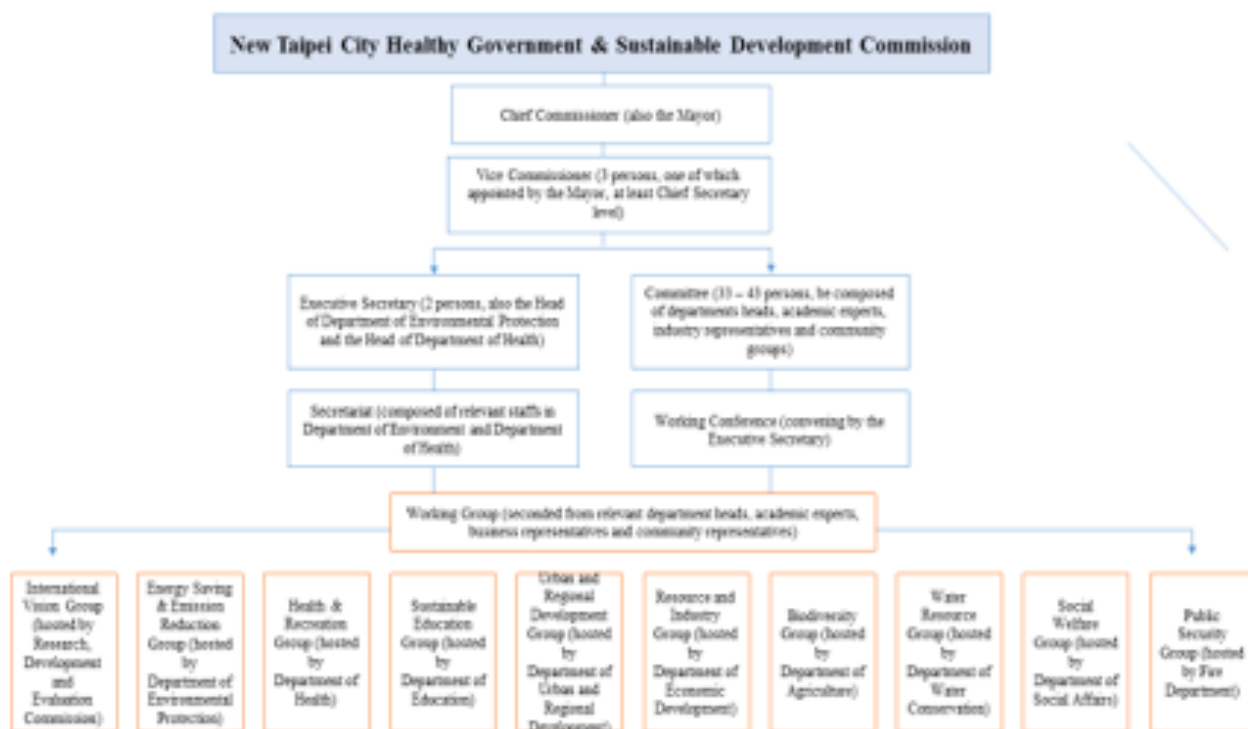 New Taipei City Healthy Government & Sustainable Development Commission
Chief Commissioner (also the Mayor)
Vice Commissioner (3 persons, one of which
appointed by the Mayor, at least Chief Secretary
level)
Executive Secretary (2 persons, also the Head
of Department of Environmental Protection
and the Head of Department of Health)
Committee (33 – 43 persons, be composed
of departments heads, academic experts,
industry representatives and community
groups)
Secretariat (composed of relevant staffs in
Department of Environment and Department
of Health)
Working Conference (convening by the
Executive Secretary)
Working Group (seconded from relevant department heads, academic experts,
business representatives and community representatives)
International
Vision Group
(hosted by
Research,
Development
and
Evaluation
Commission)
Energy Saving
& Emission
Reduction
Group (hosted
by
Department of
Environmental
Protection)
Health &
Recreation
Group (hosted
by
Department of
Health)
Sustainable
Education
Group (hosted
by
Department of
Education)
Urban and
Regional
Development
Group (hosted
by
Department of
Urban and
Regional
Development)
Resource and
Industry
Group (hosted
by
Department of
Economic
Development)
Biodiversity
Group (hosted
by
Department of
Agriculture)
Water
Resource
Group (hosted
by
Department of
Water
Conservation)
Social
Welfare
Group (hosted
by
Department of
Social Affairs)
Public
Security
Group (hosted
by Fire
Department)